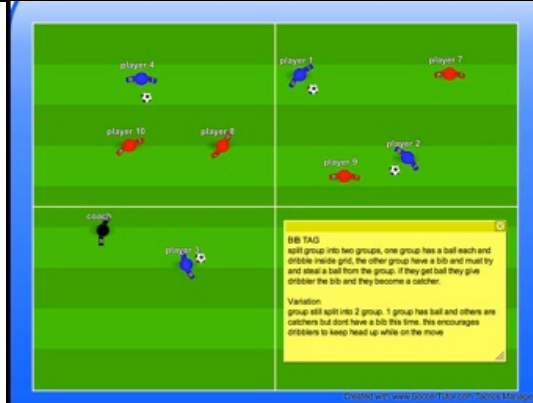 player 4
player 1
player 7
player 10
player 8
player 2
player 9
coach
player 3
BIB TAG
split group into two groups, one group has a ball each and
dribble inside grid, the other group have a bib and must try
and steal a ball from the group. if they get ball they give
dribbler the bib and they become a catcher.
Variation
group still split into 2 group. 1 group has ball and others are
catchers but dont have a bib this time. this encourages
dribblers to keep head up while on the move
Created with www.SoccerTutor.com Tactics Manage